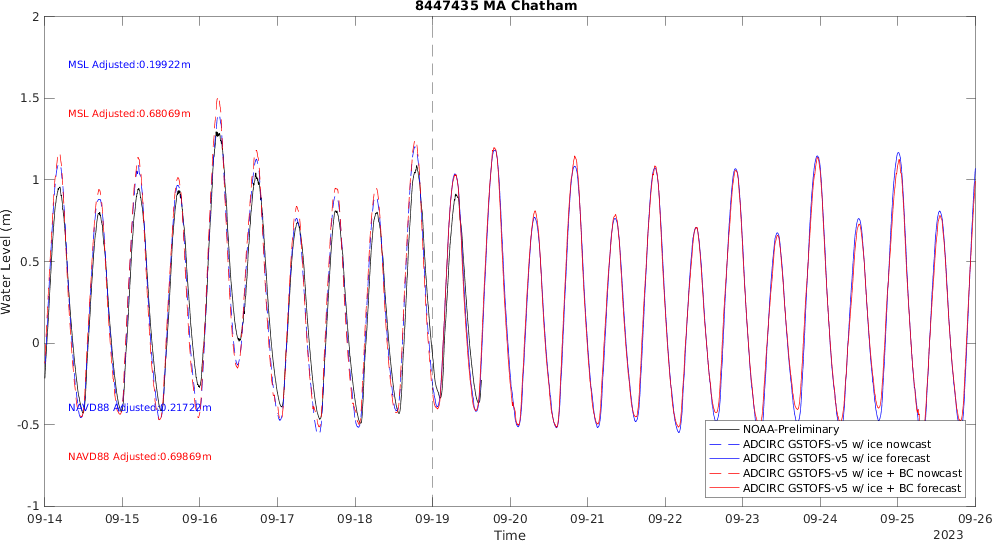 8447435 MA Chatham
2
1.5
1
0.5
0
-0.5
-1
Water Level (m)
MSL Adjusted:0.19922m
MSL Adjusted:0.68069m
NAVD88 Adjusted:0.21722m
NAVD88 Adjusted:0.69869m
NOAA-Preliminary
ADCIRC GSTOFS-v5 w/ ice nowcast
ADCIRC GSTOFS-v5 w/ ice forecast
ADCIRC GSTOFS-v5 w/ ice + BC nowcast
ADCIRC GSTOFS-v5 w/ ice + BC forecast
09-14 09-15 09-16 09-17 09-18 09-19 09-20 09-21 09-22 09-23 09-24 09-25 09-26
Time
2023